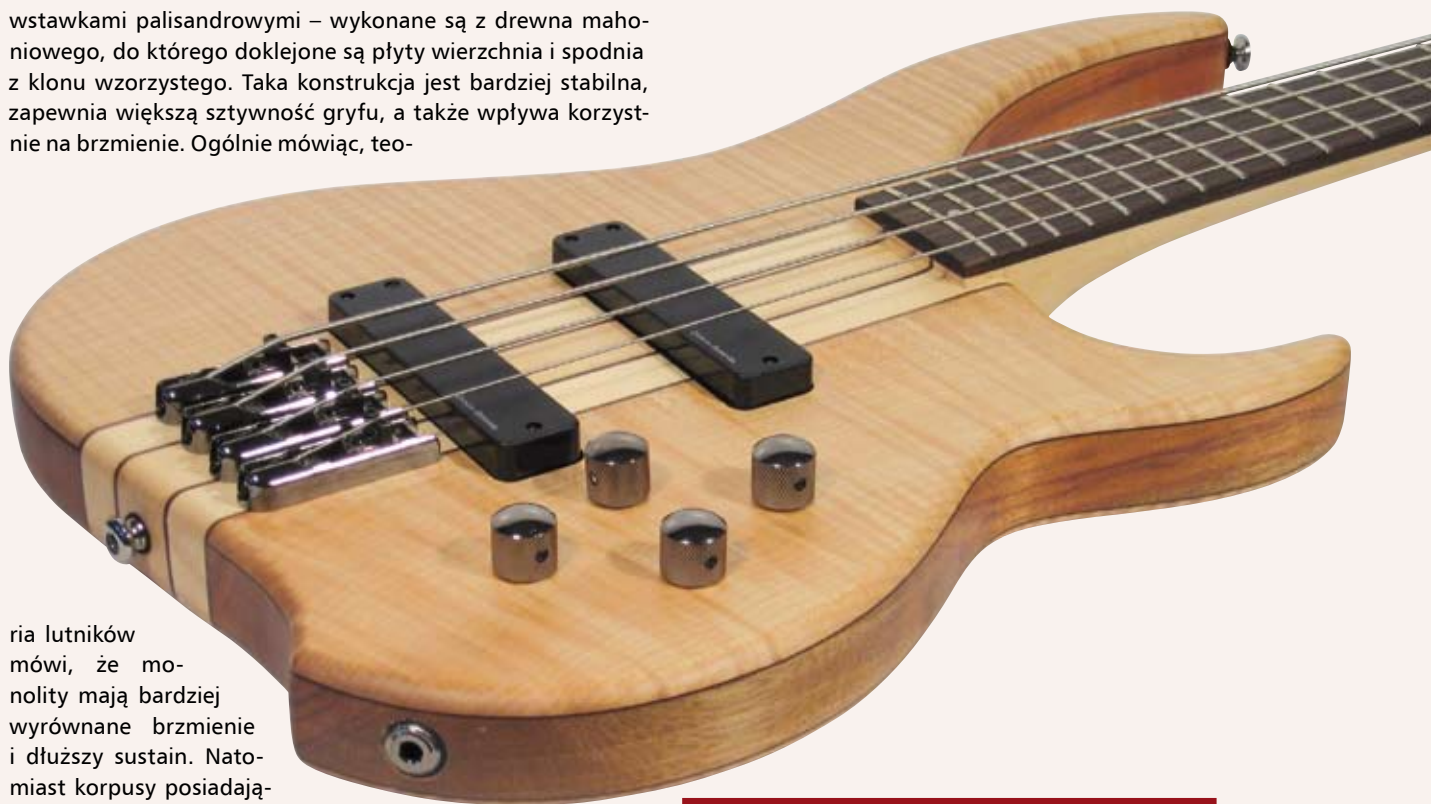 wstawkami palisandrowymi – wykonane są z drewna maho-
niowego, do którego doklejone są płyty wierzchnia i spodnia
z klonu wzorzystego. Taka konstrukcja jest bardziej stabilna,
zapewnia większą sztywność gryfu, a także wpływa korzyst-
nie na brzmienie. Ogólnie mówiąc, teo-
ria lutników
mówi, że mo-
nolity mają bardziej
wyrównane brzmienie
i dłuższy sustain. Nato-
miast korpusy posiadają-